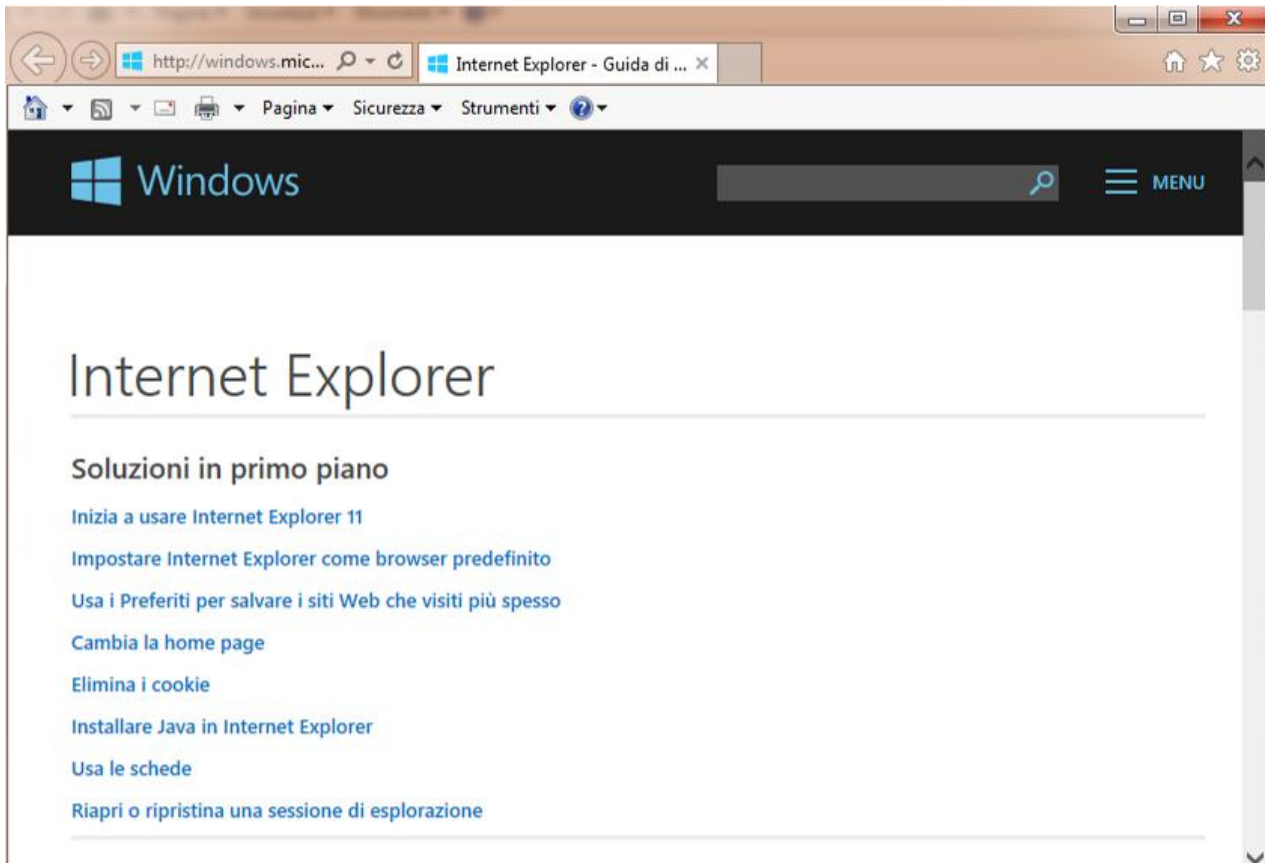 http://windows.mic...
Internet Explorer - Guida di ...
Pagina Sicurezza Strumenti
Windows
MENU
Internet Explorer
Soluzioni in primo piano
Inizia a usare Internet Explorer 11
Impostare Internet Explorer come browser predefinito
Usa i Preferiti per salvare i siti Web che visiti più spesso
Cambia la home page
Elimina i cookie
Installare Java in Internet Explorer
Usa le schede
Riapri o ripristina una sessione di esplorazione